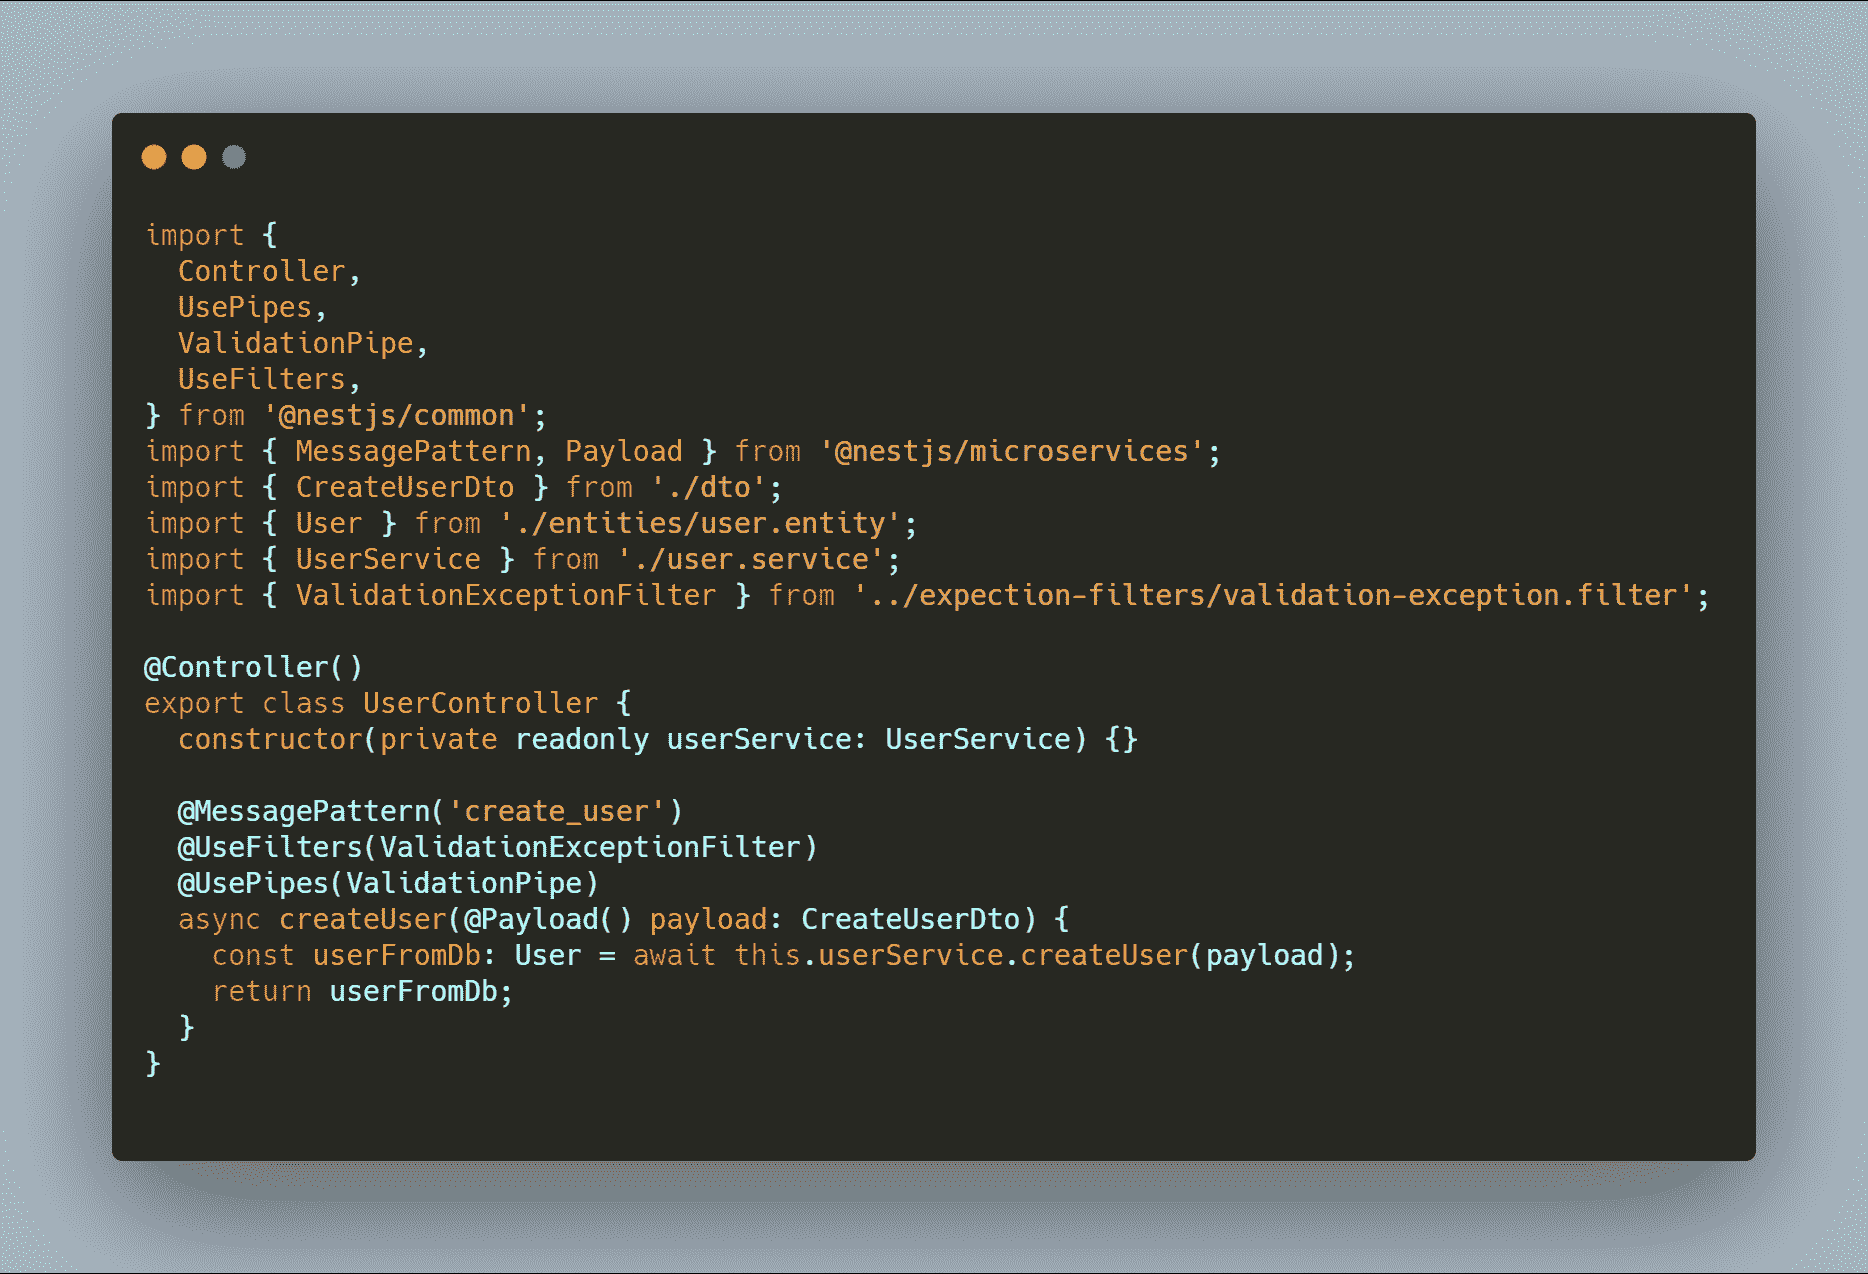 import {
  Controller,
  UsePipes,
  ValidationPipe,
  UseFilters,
} from '@nestjs/common';
import { MessagePattern, Payload } from '@nestjs/microservices';
import { CreateUserDto } from './dto';
import { User } from './entities/user.entity';
import { UserService } from './user.service';
import { ValidationExceptionFilter } from '../expection-filters/validation-exception.filter';

@Controller()
export class UserController {
  constructor(private readonly userService: UserService) {}

  @MessagePattern('create_user')
  @UseFilters(ValidationExceptionFilter)
  @UsePipes(ValidationPipe)
  async createUser(@Payload() payload: CreateUserDto) {
    const userFromDb: User = await this.userService.createUser(payload);
    return userFromDb;
  }
}